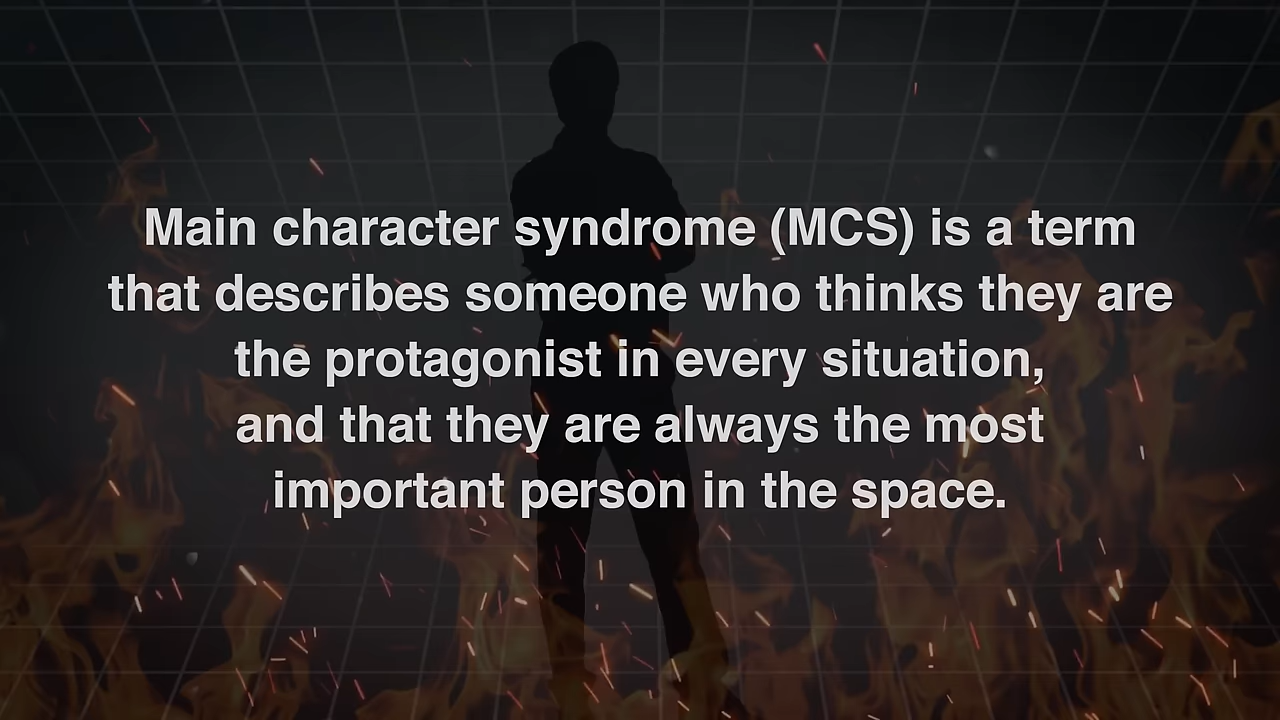 Main character syndrome (MCS) is a term
that describes someone who thinks they are
the protagonist in every situation,
and that they are always the most
important person in the space.